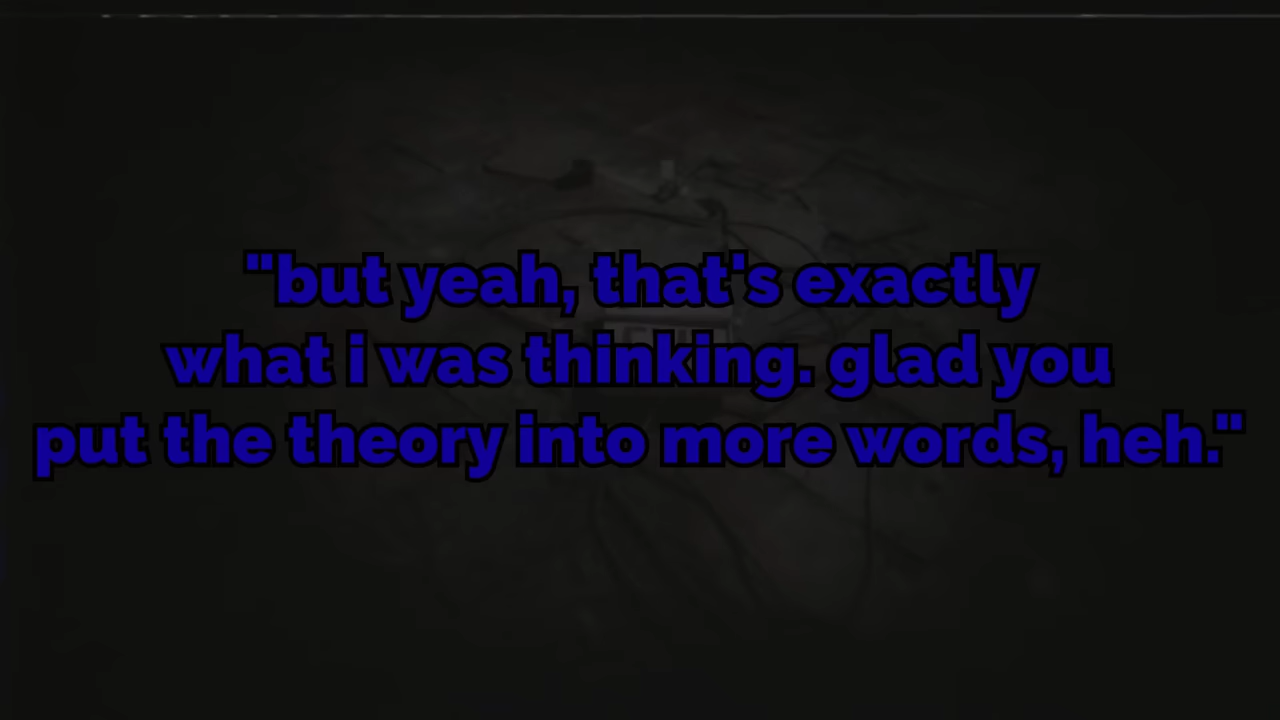 "but yeah, that's exactly
what i was thinking. glad you
put the theory into more words, heh."